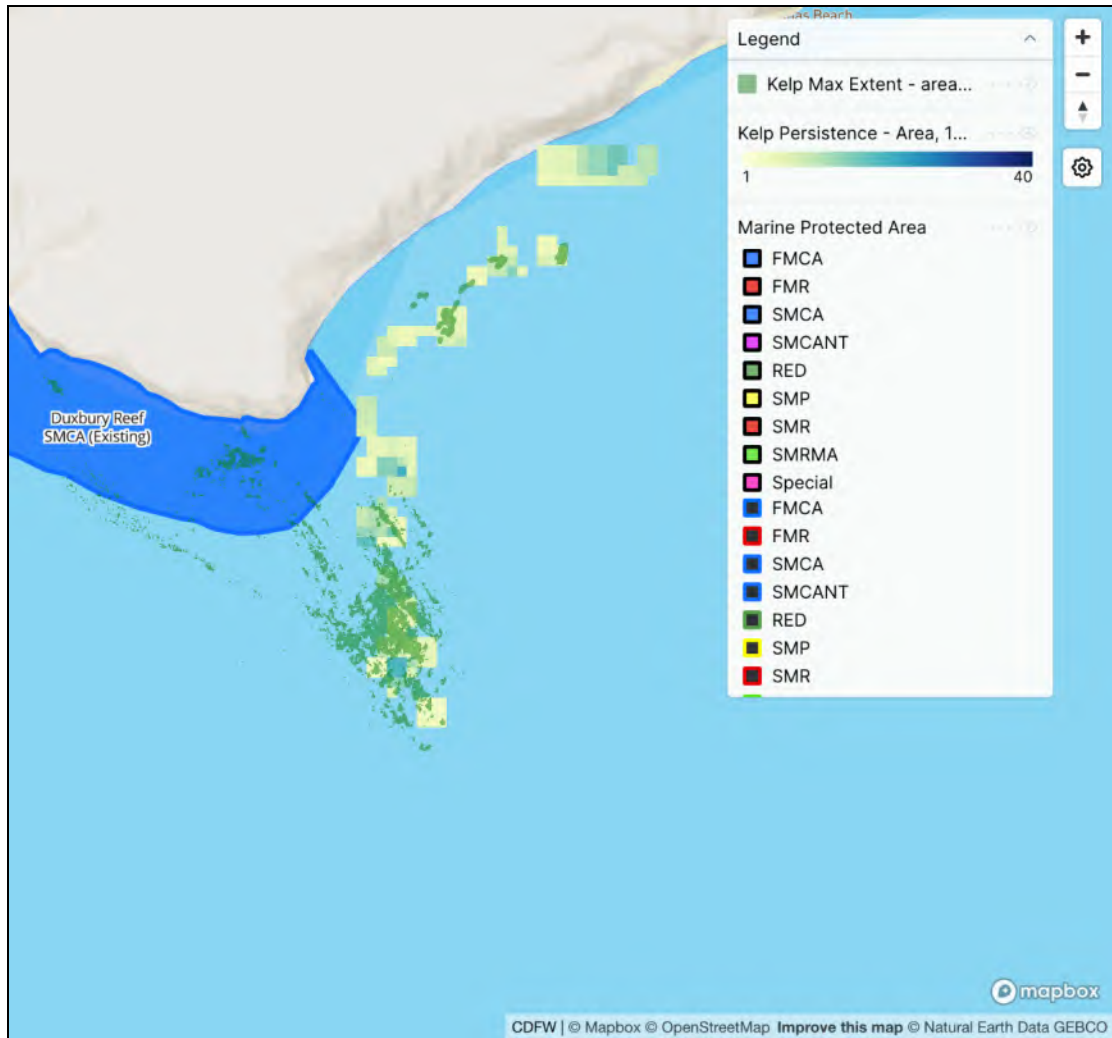 Beach
Legend
Kelp Max Extent - area...
Kelp Persistence - Area, 1...
1
40
Marine Protected Area
FMCA
FMR
SMCA
SMCANT
RED
SMP
SMR
SMRMA
Special
FMCA
FMR
SMCA
SMCANT
RED
SMP
SMR
Duxbury Reef
SMCA (Existing)
mapbox
CDFW | © Mapbox © OpenStreetMap Improve this map © Natural Earth Data GEBCO